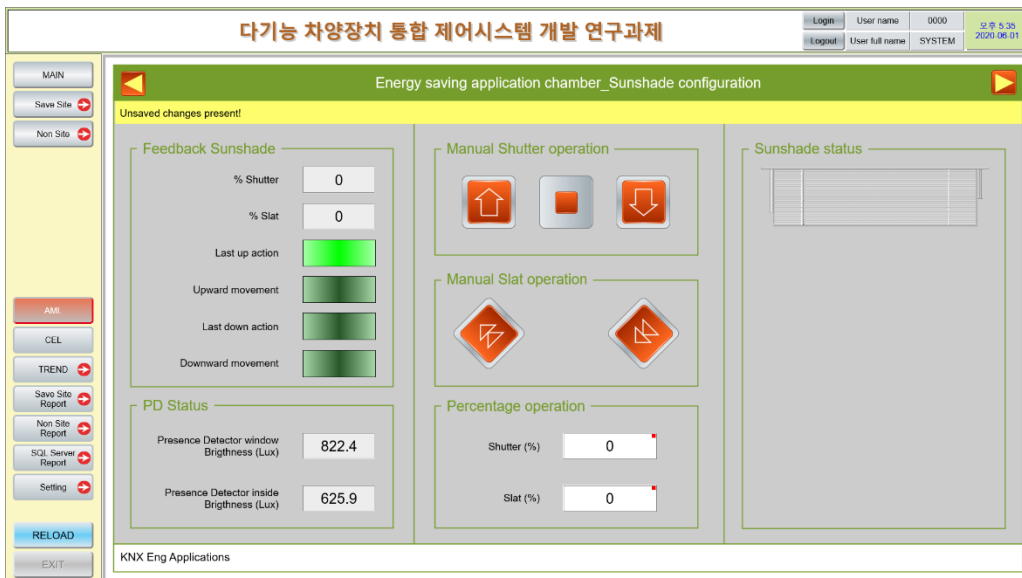 다기능 차양장치 통합 제어시스템 개발 연구과제
Login User name 0000
Logout User full name SYSTEM
오후 5:35
2020-06-01
MAIN
Save Site
Non Site
AMI
CEL
TREND
Save Site
Report
Non Site
Report
SQL Server
Report
Setting
RELOAD
EXIT
Energy saving application chamber_Sunshade configuration
Unsaved changes present!
Feedback Sunshade
% Shutter 0
% Slat 0
Last up action
Upward movement
Last down action
Downward movement
PD Status
Presence Detector window
Brigthness (Lux) 822.4
Presence Detector inside
Brigthness (Lux) 625.9
Manual Shutter operation
Manual Slat operation
Percentage operation
Shutter (%) 0
Slat (%) 0
Sunshade status
KNX Eng Applications